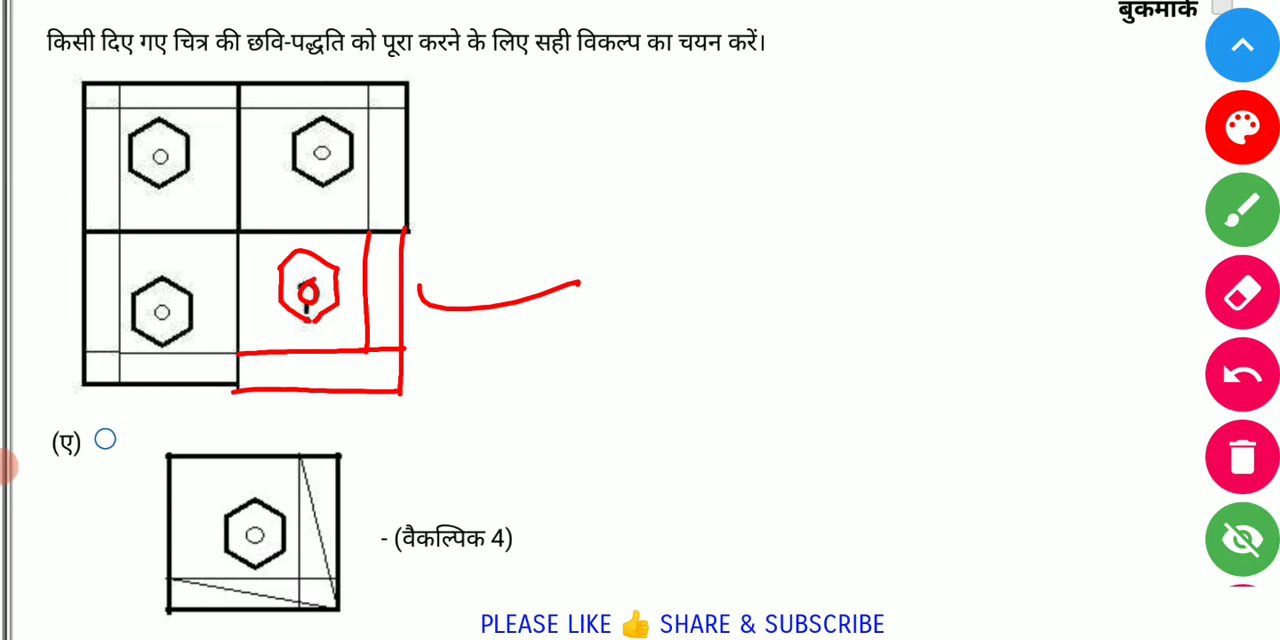 बुकमार्क
किसी दिए गए चित्र की छवि-पद्धति को पूरा करने के लिए सही विकल्प का चयन करें।
?
(ए)
- (वैकल्पिक 4)
PLEASE LIKE 👍 SHARE & SUBSCRIBE